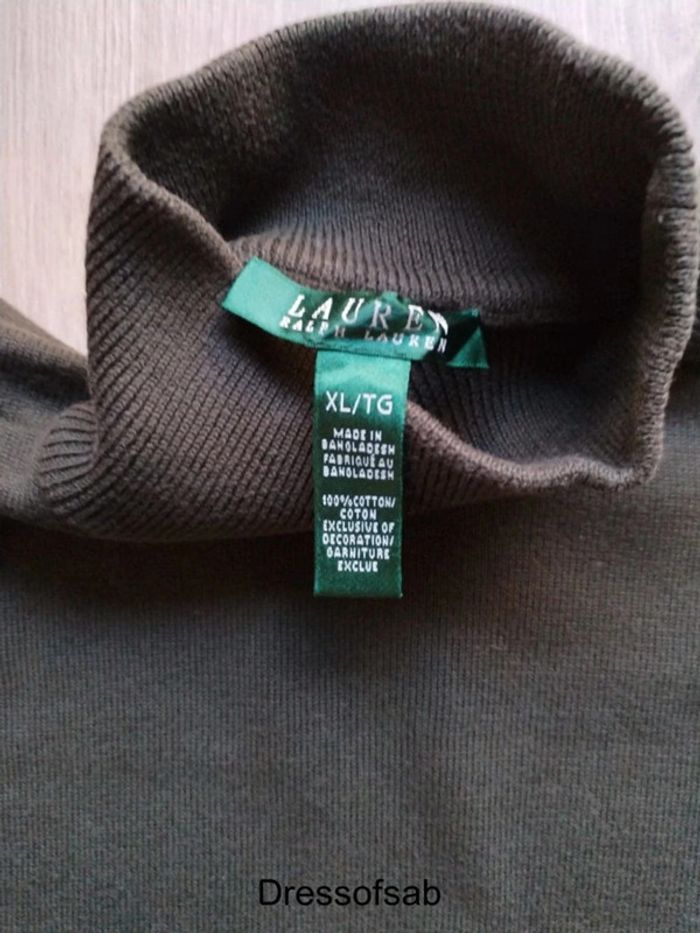 LAUREN
RALPH LAUREN
XL/TG
MADE IN
BANGLADESH
FABRIQUÉ AU
BANGLADESH
100%COTTON/
COTON
EXCLUSIVE OF
DECORATION/
GARNITURE
EXCLUE
Dressofsab